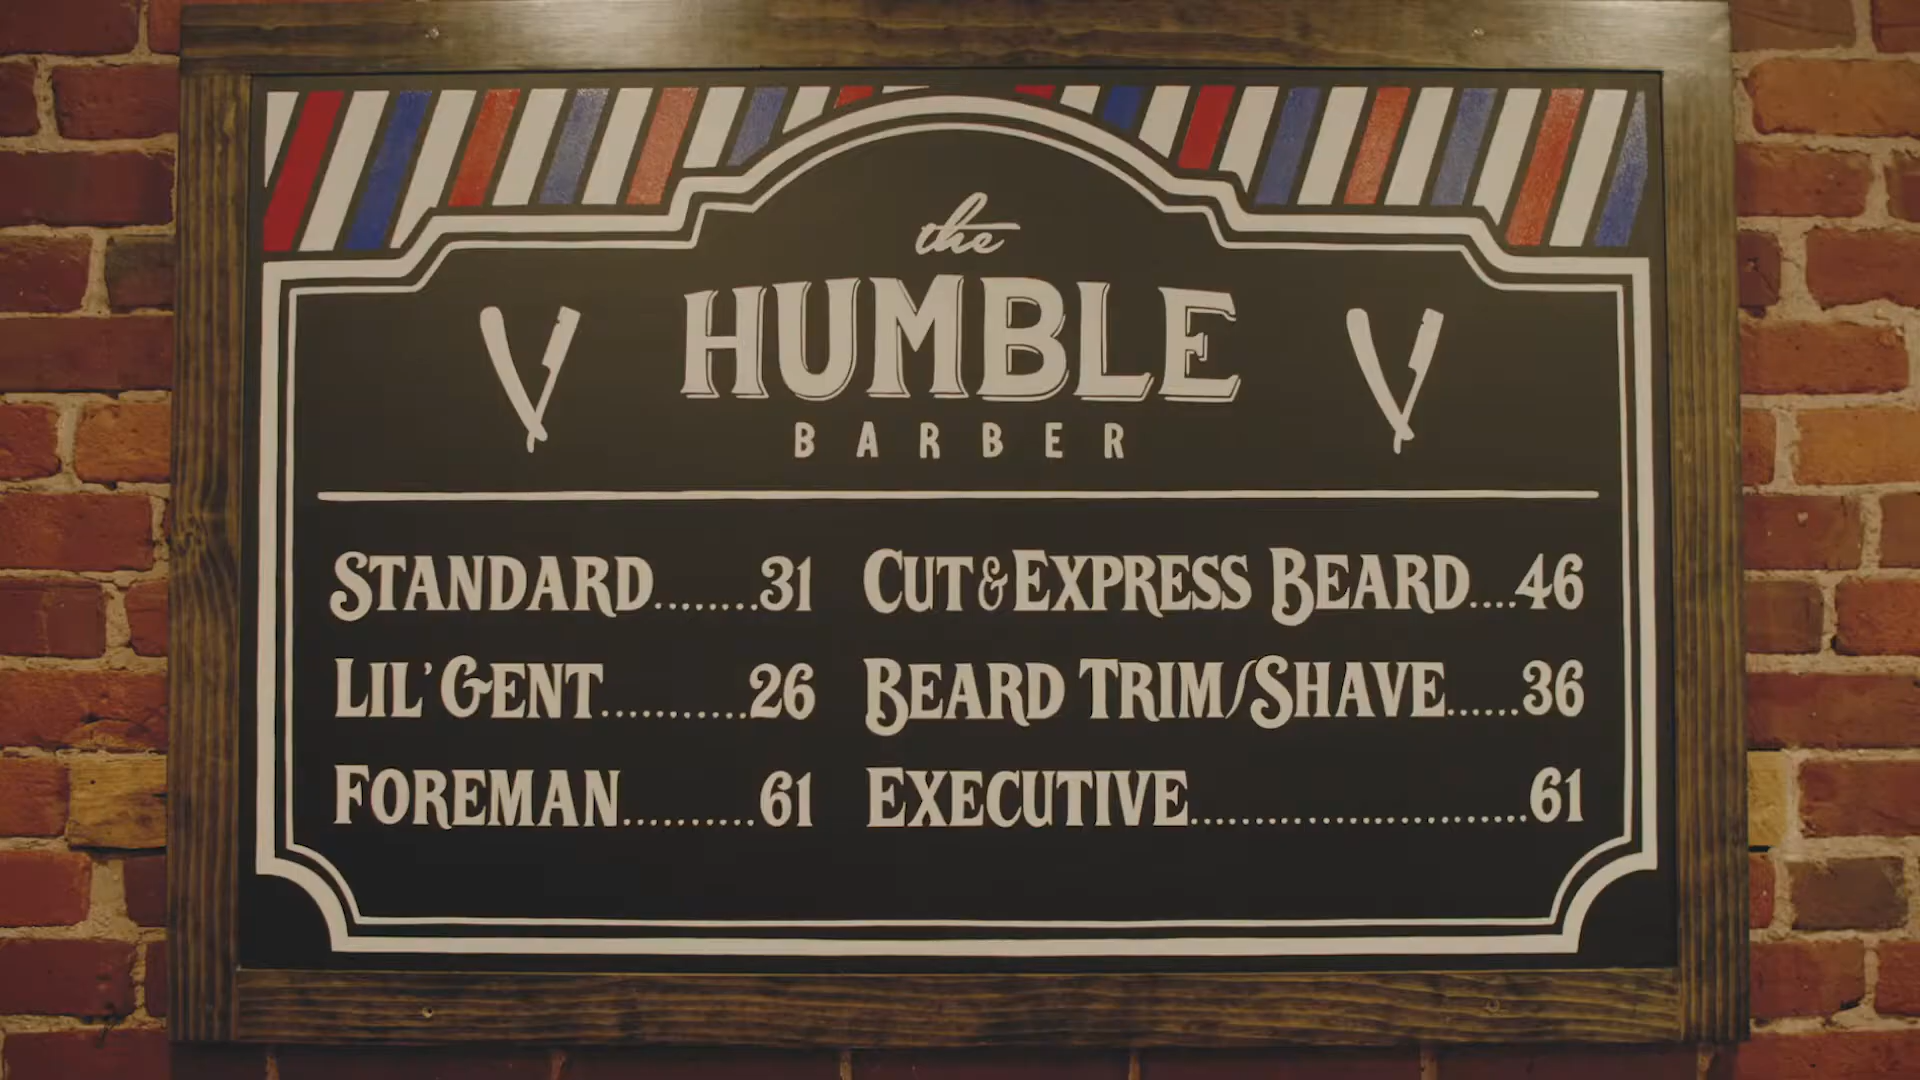 the
HUMBLE
BARBER
STANDARD........31
LIL' GENT...........26
FOREMAN..........61
CUT & EXPRESS BEARD....46
BEARD TRIM/SHAVE......36
EXECUTIVE..........................61